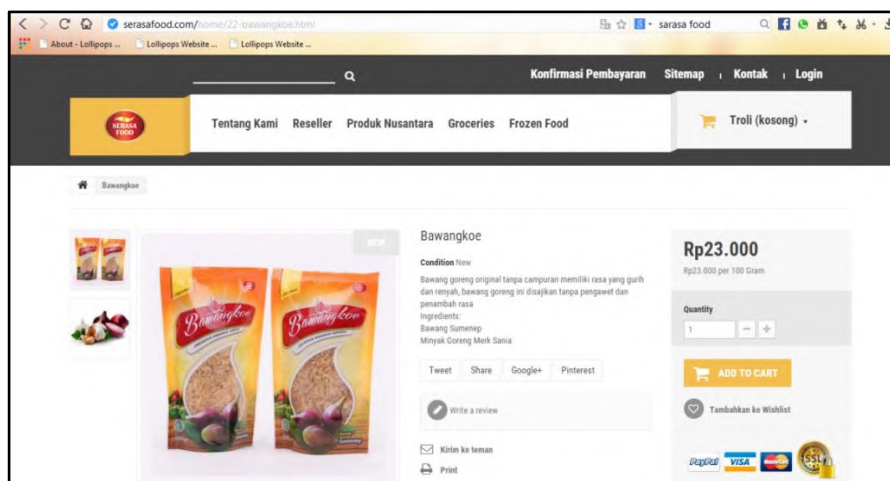 serasafood.com/home/22-bawangkoe.html
sarasa food
About - Lollipops ...
Lollipops Website ...
Lollipops Website ...
Konfirmasi Pembayaran
Sitemap
Kontak
Login
SERASA FOOD
Tentang Kami
Reseller
Produk Nusantara
Groceries
Frozen Food
Troli (kosong)
Bawangkoe
NEW
Bawangkoe
Bawangkoe
Bawangkoe
Condition New
Bawang goreng original tanpa campuran memiliki rasa yang gurih
dan renyah, bawang goreng ini disajikan tanpa pengawet dan
penambah rasa
Ingredients:
Bawang Sumenep
Minyak Goreng Merk Sania
Tweet
Share
Google+
Pinterest
Write a review
Kirim ke teman
Print
Rp23.000
Rp23.000 per 100 Gram
Quantity
1
ADD TO CART
Tambahkan ke Wishlist
PayPal
VISA
MasterCard
SSL